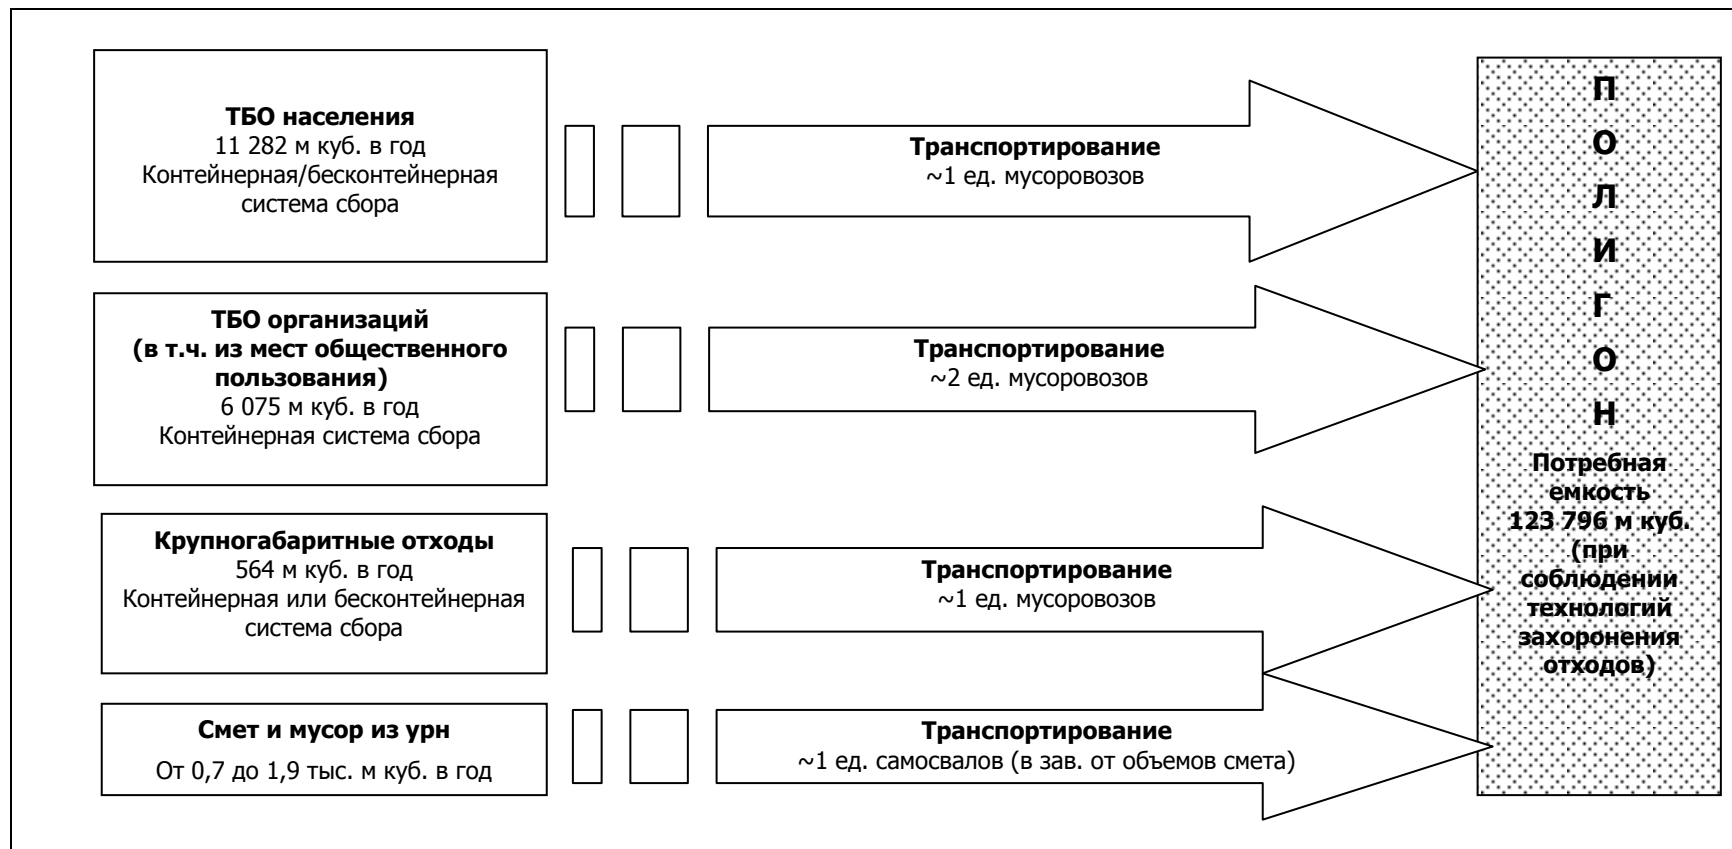 ТБО населения
11 282 м куб. в год
Контейнерная/бесконтейнерная
система сбора
Транспортирование
~1 ед. мусоровозов
ТБО организаций
(в т.ч. из мест общественного
пользования)
6 075 м куб. в год
Контейнерная система сбора
Транспортирование
~2 ед. мусоровозов
Крупногабаритные отходы
564 м куб. в год
Контейнерная или бесконтейнерная
система сбора
Транспортирование
~1 ед. мусоровозов
Смет и мусор из урн
От 0,7 до 1,9 тыс. м куб. в год
Транспортирование
~1 ед. самосвалов (в зав. от объемов смета)
П
О
Л
И
Г
О
Н
Потребная
емкость
123 796 м куб.
(при
соблюдении
технологий
захоронения
отходов)